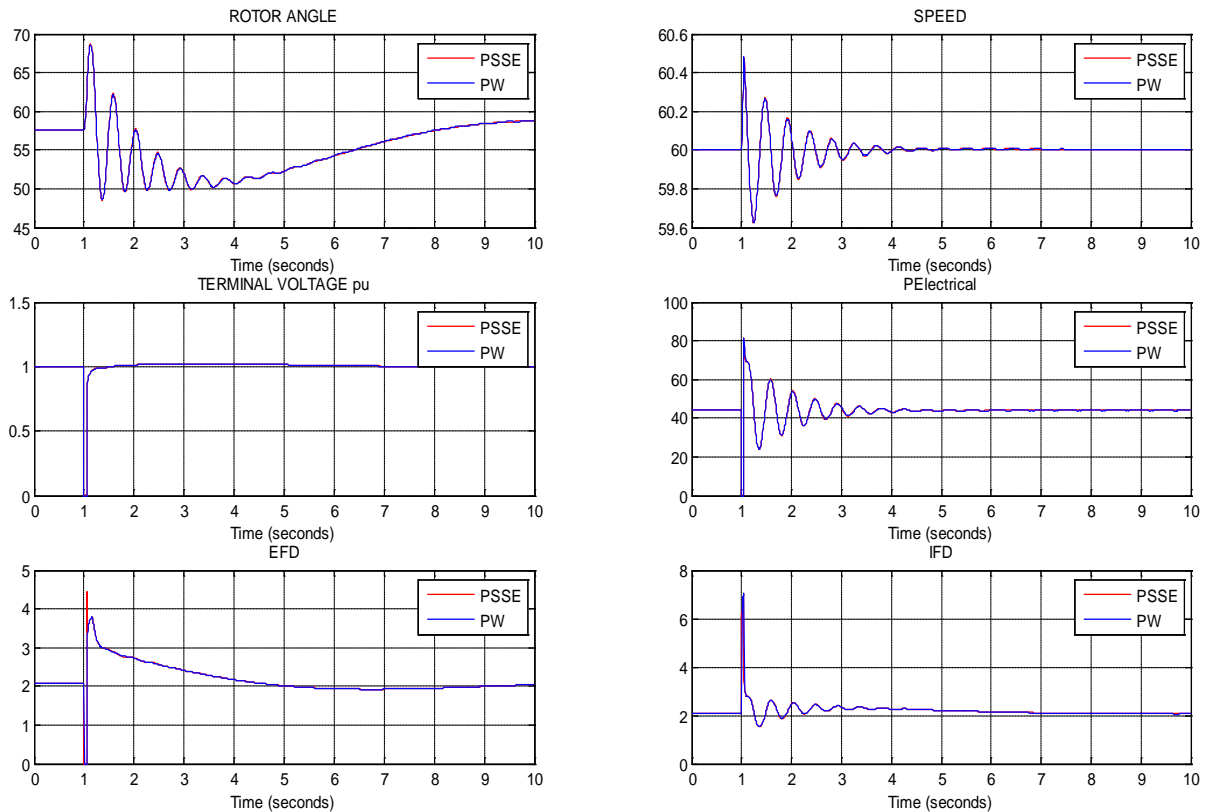 ROTOR ANGLE
70
65
60
55
50
45
PSSE
PW
0 1 2 3 4 5 6 7 8 9 10
Time (seconds)
SPEED
60.6
60.4
60.2
60
59.8
59.6
PSSE
PW
0 1 2 3 4 5 6 7 8 9 10
Time (seconds)
TERMINAL VOLTAGE pu
1.5
1
0.5
0
PSSE
PW
0 1 2 3 4 5 6 7 8 9 10
Time (seconds)
PElectrical
100
80
60
40
20
0
PSSE
PW
0 1 2 3 4 5 6 7 8 9 10
Time (seconds)
EFD
5
4
3
2
1
0
PSSE
PW
0 1 2 3 4 5 6 7 8 9 10
Time (seconds)
IFD
8
6
4
2
0
PSSE
PW
0 1 2 3 4 5 6 7 8 9 10
Time (seconds)